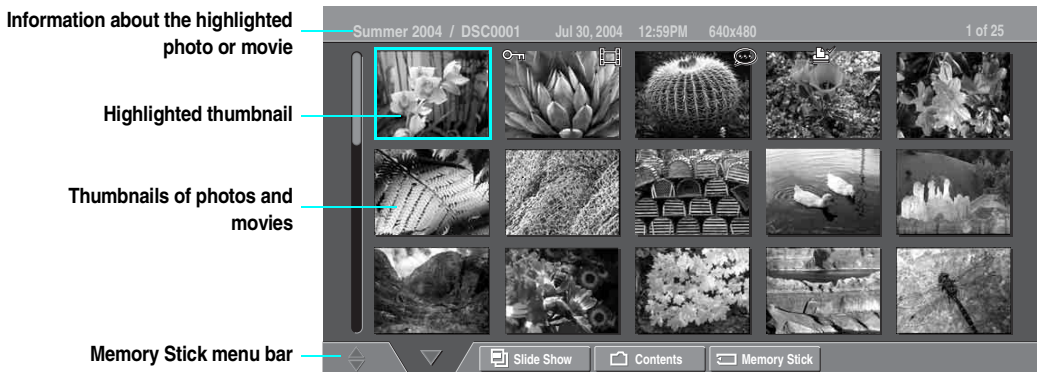 Information about the highlighted
photo or movie
Summer 2004 / DSC0001 Jul 30, 2004 12:59PM 640x480 1 of 25
Highlighted thumbnail
Thumbnails of photos and
movies
Memory Stick menu bar
Slide Show Contents Memory Stick